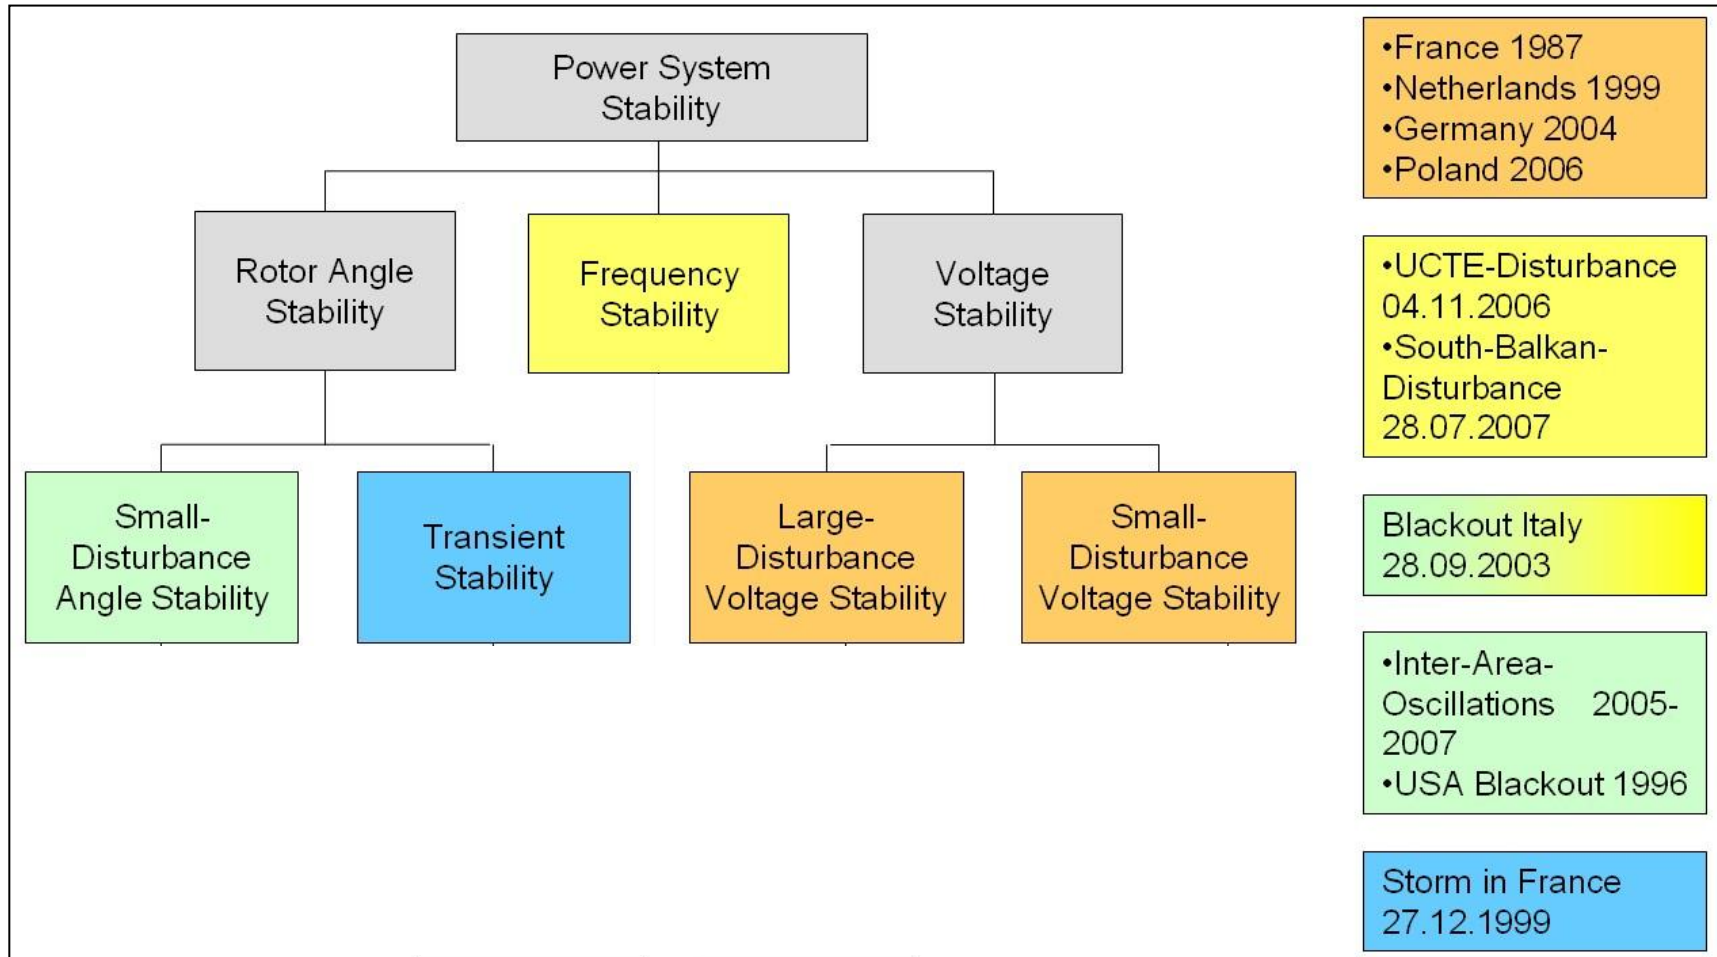 Power System
Stability
Rotor Angle
Stability
Frequency
Stability
Voltage
Stability
Small-
Disturbance
Angle Stability
Transient
Stability
Large-
Disturbance
Voltage Stability
Small-
Disturbance
Voltage Stability
•France 1987
•Netherlands 1999
•Germany 2004
•Poland 2006
•UCTE-Disturbance
04.11.2006
•South-Balkan-
Disturbance
28.07.2007
Blackout Italy
28.09.2003
•Inter-Area-
Oscillations 2005-
2007
•USA Blackout 1996
Storm in France
27.12.1999